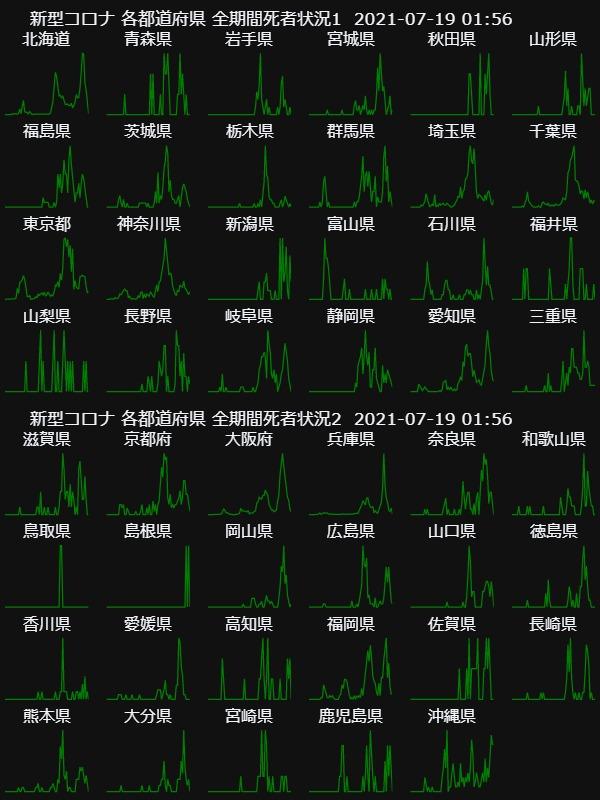 新型コロナ 各都道府県 全期間死者状況1 2021-07-19 01:56
北海道 青森県 岩手県 宮城県 秋田県 山形県
福島県 茨城県 栃木県 群馬県 埼玉県 千葉県
東京都 神奈川県 新潟県 富山県 石川県 福井県
山梨県 長野県 岐阜県 静岡県 愛知県 三重県
新型コロナ 各都道府県 全期間死者状況2 2021-07-19 01:56
滋賀県 京都府 大阪府 兵庫県 奈良県 和歌山県
鳥取県 島根県 岡山県 広島県 山口県 徳島県
香川県 愛媛県 高知県 福岡県 佐賀県 長崎県
熊本県 大分県 宮崎県 鹿児島県 沖縄県